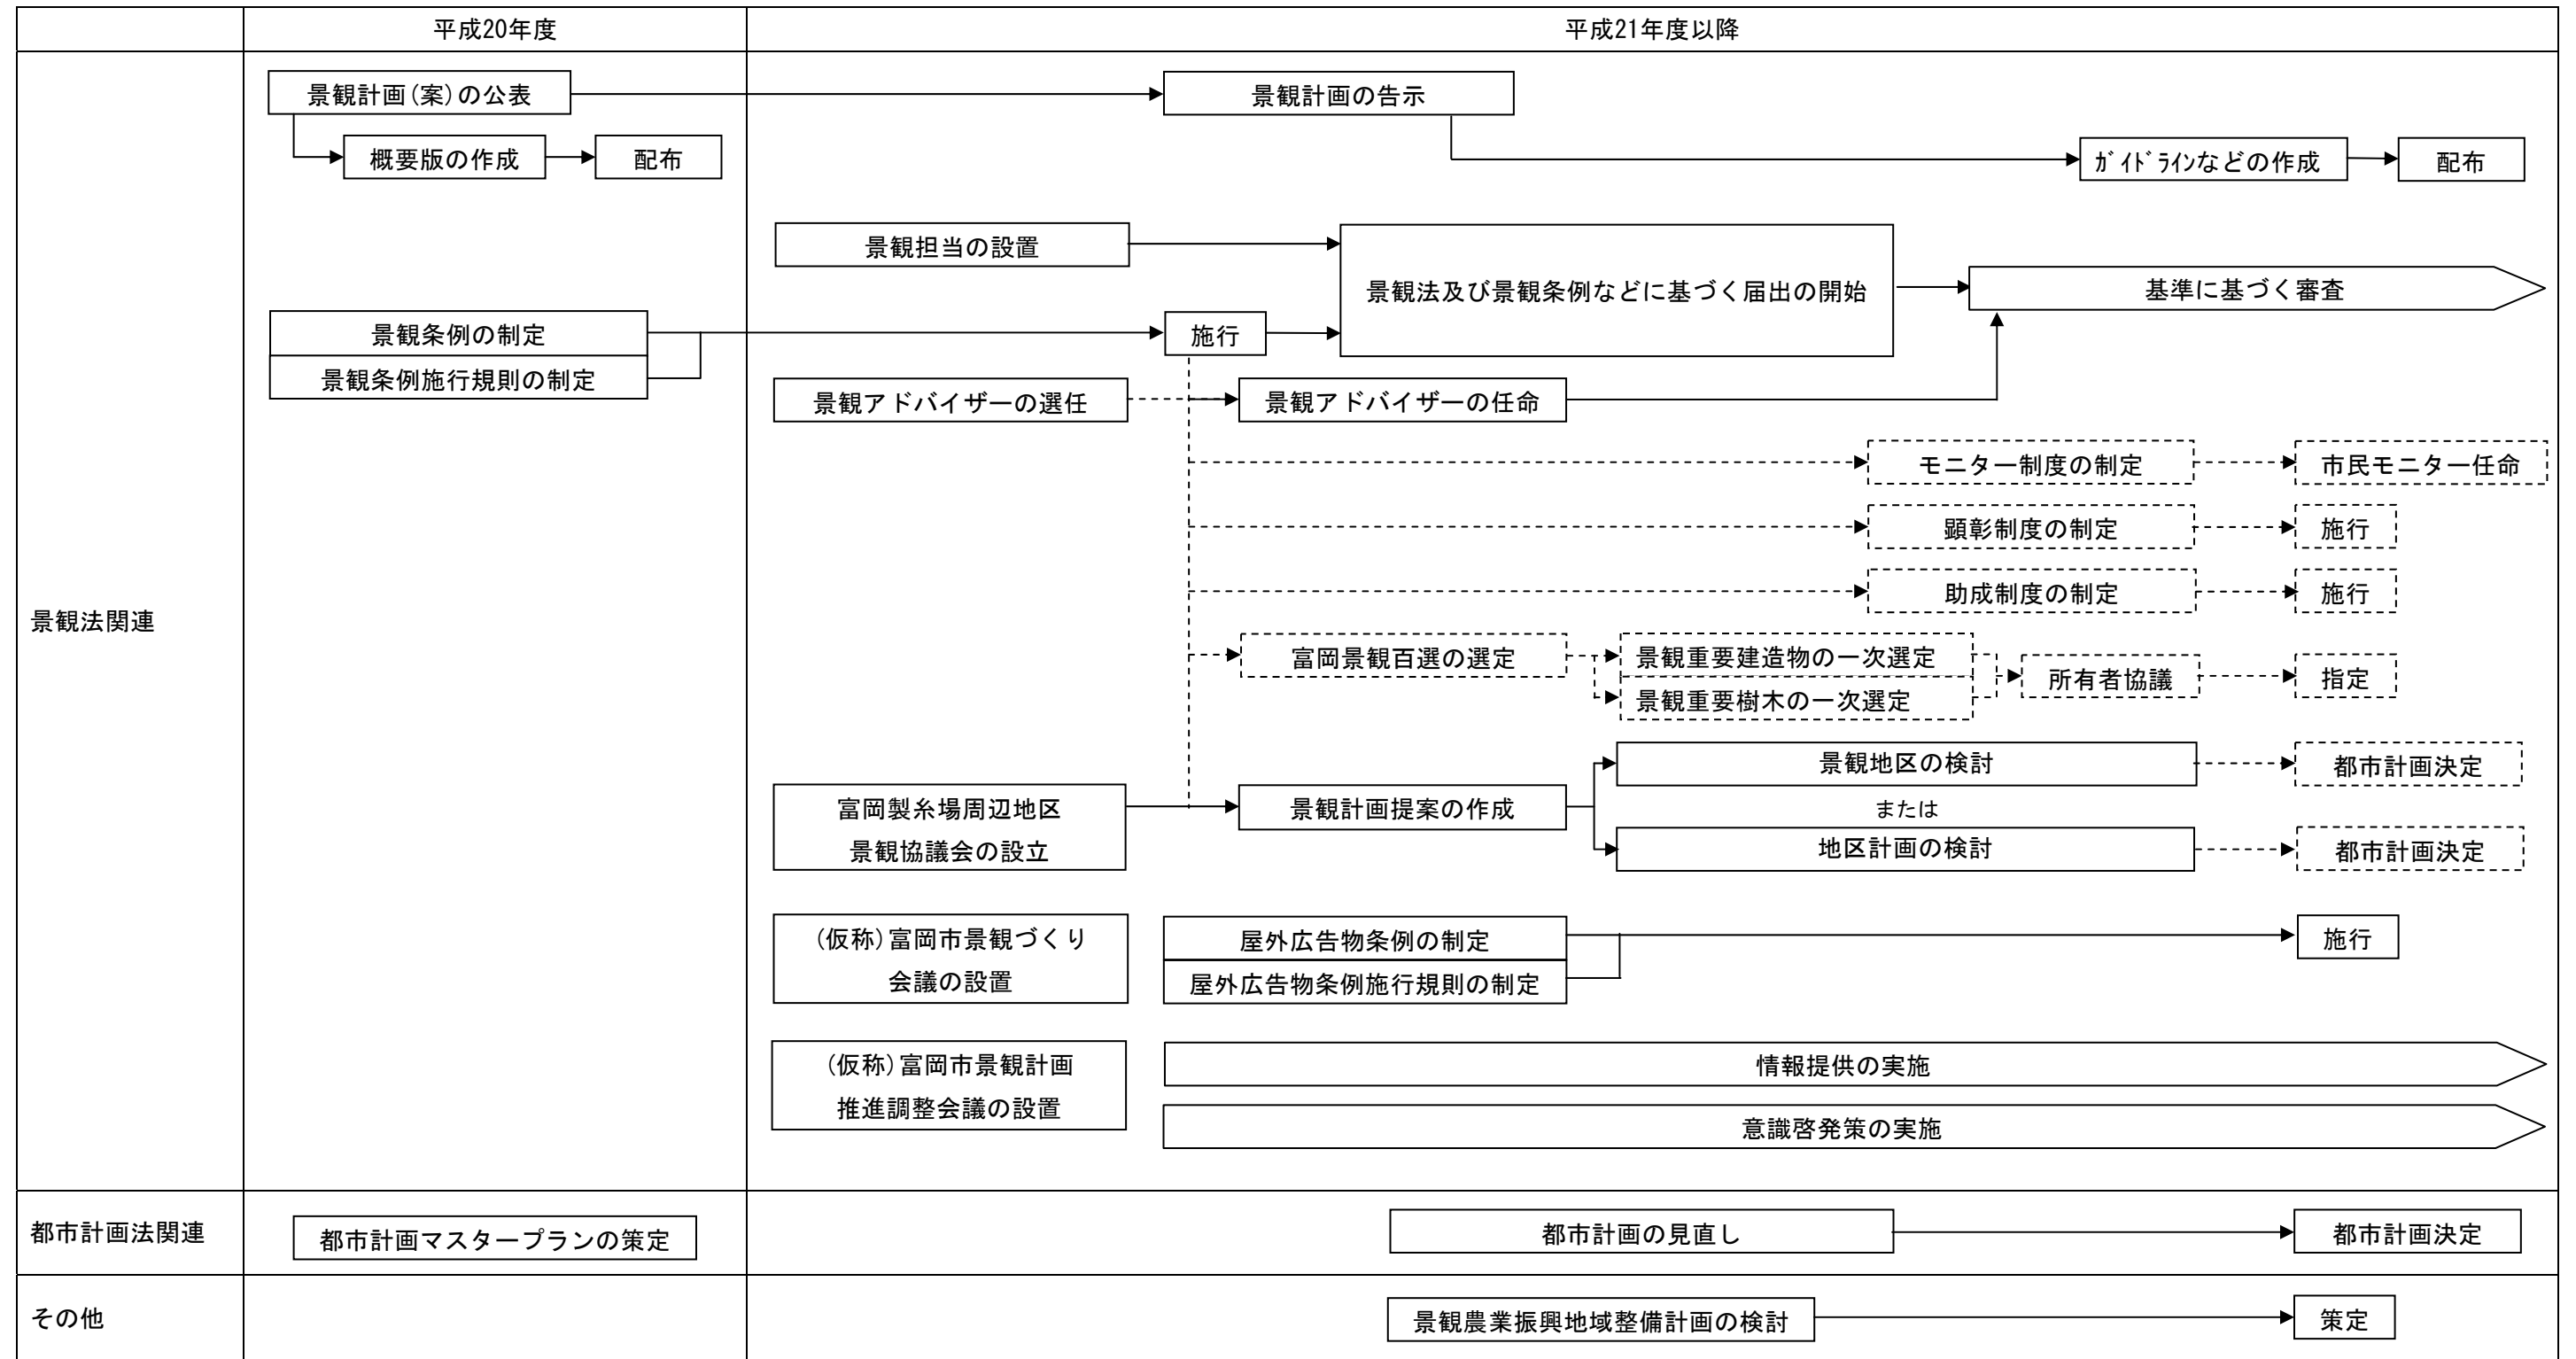 平成20年度
平成21年度以降
景観法関連
景観計画(案)の公表
景観計画の告示
概要版の作成
配布
ｶﾞｲﾄﾞﾗｲﾝなどの作成
配布
景観担当の設置
景観法及び景観条例などに基づく届出の開始
基準に基づく審査
景観条例の制定
施行
景観条例施行規則の制定
景観アドバイザーの選任
景観アドバイザーの任命
モニター制度の制定
市民モニター任命
顕彰制度の制定
施行
助成制度の制定
施行
富岡景観百選の選定
景観重要建造物の一次選定
景観重要樹木の一次選定
所有者協議
指定
景観地区の検討
都市計画決定
富岡製糸場周辺地区
景観協議会の設立
景観計画提案の作成
または
地区計画の検討
都市計画決定
(仮称)富岡市景観づくり
会議の設置
屋外広告物条例の制定
屋外広告物条例施行規則の制定
施行
(仮称)富岡市景観計画
推進調整会議の設置
情報提供の実施
意識啓発策の実施
都市計画法関連
都市計画マスタープランの策定
都市計画の見直し
都市計画決定
その他
景観農業振興地域整備計画の検討
策定